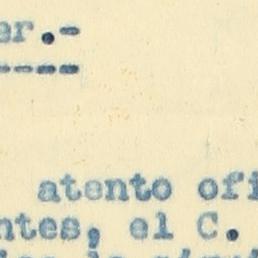 er.-
----
atento ofi
ntes, el C.